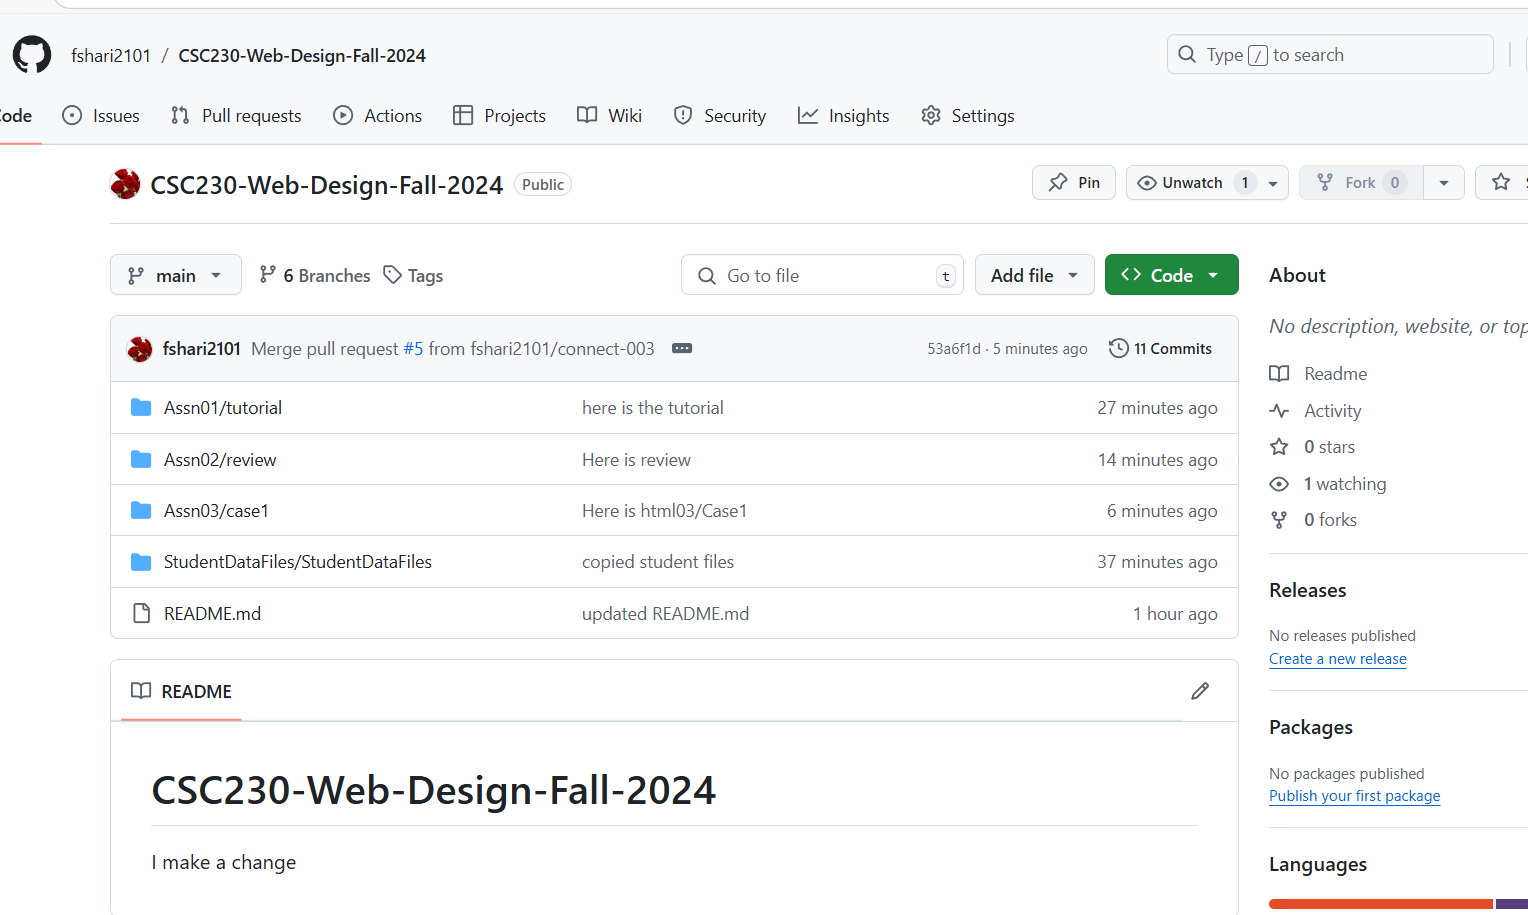 fshari2101 / CSC230-Web-Design-Fall-2024 Type / to search
ode Issues Pull requests Actions Projects Wiki Security Insights Settings
CSC230-Web-Design-Fall-2024 Public Pin Unwatch 1 Fork 0
main 6 Branches Tags Go to file t Add file Code About
No description, website, or top
fshari2101 Merge pull request #5 from fshari2101/connect-003 53a6f1d · 5 minutes ago 11 Commits
Readme
Assn01/tutorial here is the tutorial 27 minutes ago
Activity
0 stars
Assn02/review Here is review 14 minutes ago
1 watching
Assn03/case1 Here is html03/Case1 6 minutes ago
0 forks
StudentDataFiles/StudentDataFiles copied student files 37 minutes ago
Releases
README.md updated README.md 1 hour ago
No releases published
Create a new release
README
Packages
No packages published
CSC230-Web-Design-Fall-2024
Publish your first package
I make a change
Languages